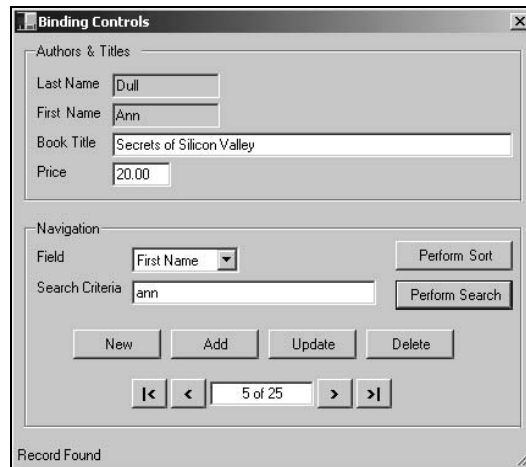 Binding Controls
Authors & Titles
Last Name Dull
First Name Ann
Book Title Secrets of Silicon Valley
Price 20.00
Navigation
Field First Name Perform Sort
Search Criteria ann Perform Search
New Add Update Delete
|< < 5 of 25 > >|
Record Found